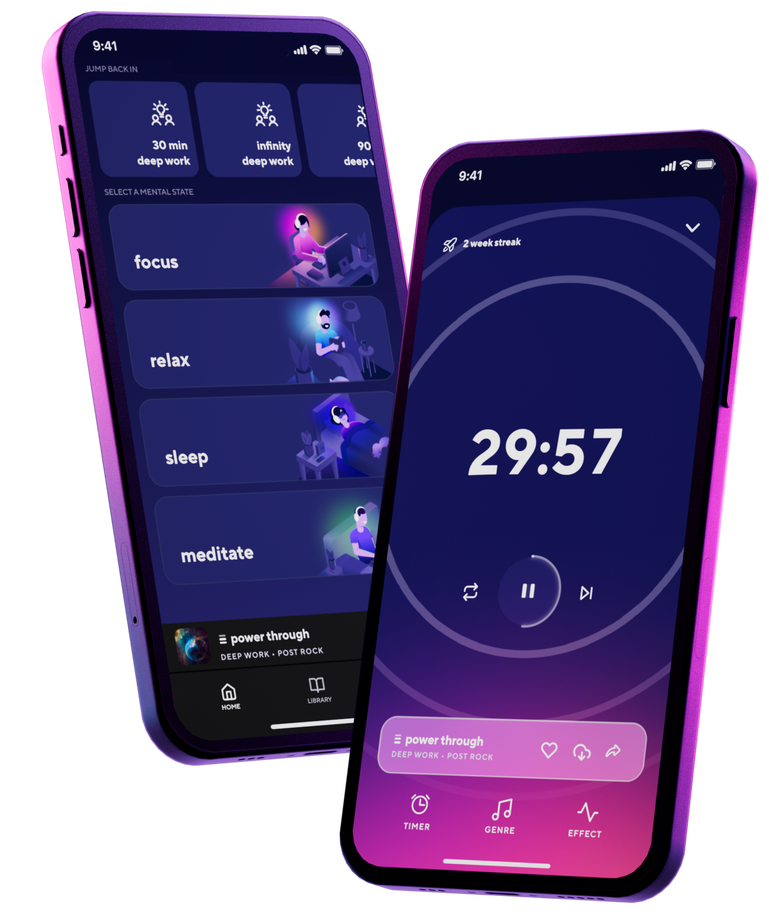 9:41
JUMP BACK IN
30 min
deep work
infinity
deep work
90
deep
SELECT A MENTAL STATE
focus
relax
sleep
meditate
power through
DEEP WORK • POST ROCK
HOME
LIBRARY
9:41
2 week streak
29:57
power through
DEEP WORK • POST ROCK
TIMER
GENRE
EFFECT